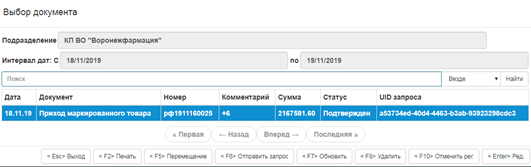 Выбор документа
Подразделение КП ВО "Воронежфармация"
Интервал дат: С 18/11/2019 по 19/11/2019
Поиск Везде Найти
Дата Документ Номер Комментарий Сумма Статус UID запроса
18.11.19 Приход маркированного товара рф1911160025 +6 2167581,60 Подтвержден a53734ed-40d4-4463-b3ab-93923298cdc3
« Первая ← Назад Вперед → Последняя »
< Esc> Выход < F2> Печать < F5> Перемещение < F6> Отправить запрос < F7> Обновить < F8> Удалить < F10> Отменить рег. < Enter> Ред